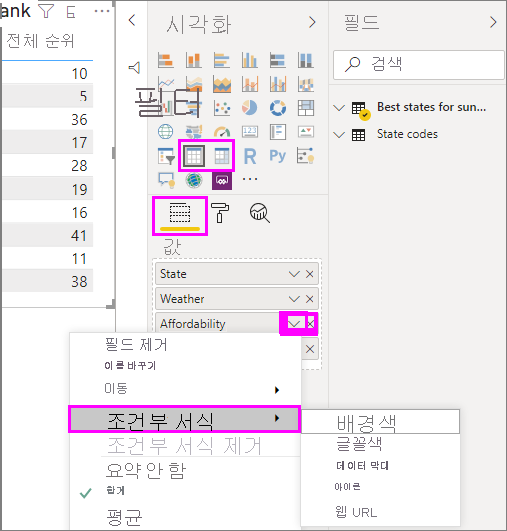 ank
전체 순위
10
5
36
17
28
19
16
41
11
38
시각화
필터
123
R Py
...
값
State
Weather
Affordability
필드
검색
Best states for sun...
State codes
필드 제거
이름 바꾸기
이동
조건부 서식
조건부 서식 제거
요약 안 함
합계
평균
배경색
글꼴색
데이터 막대
아이콘
웹 URL